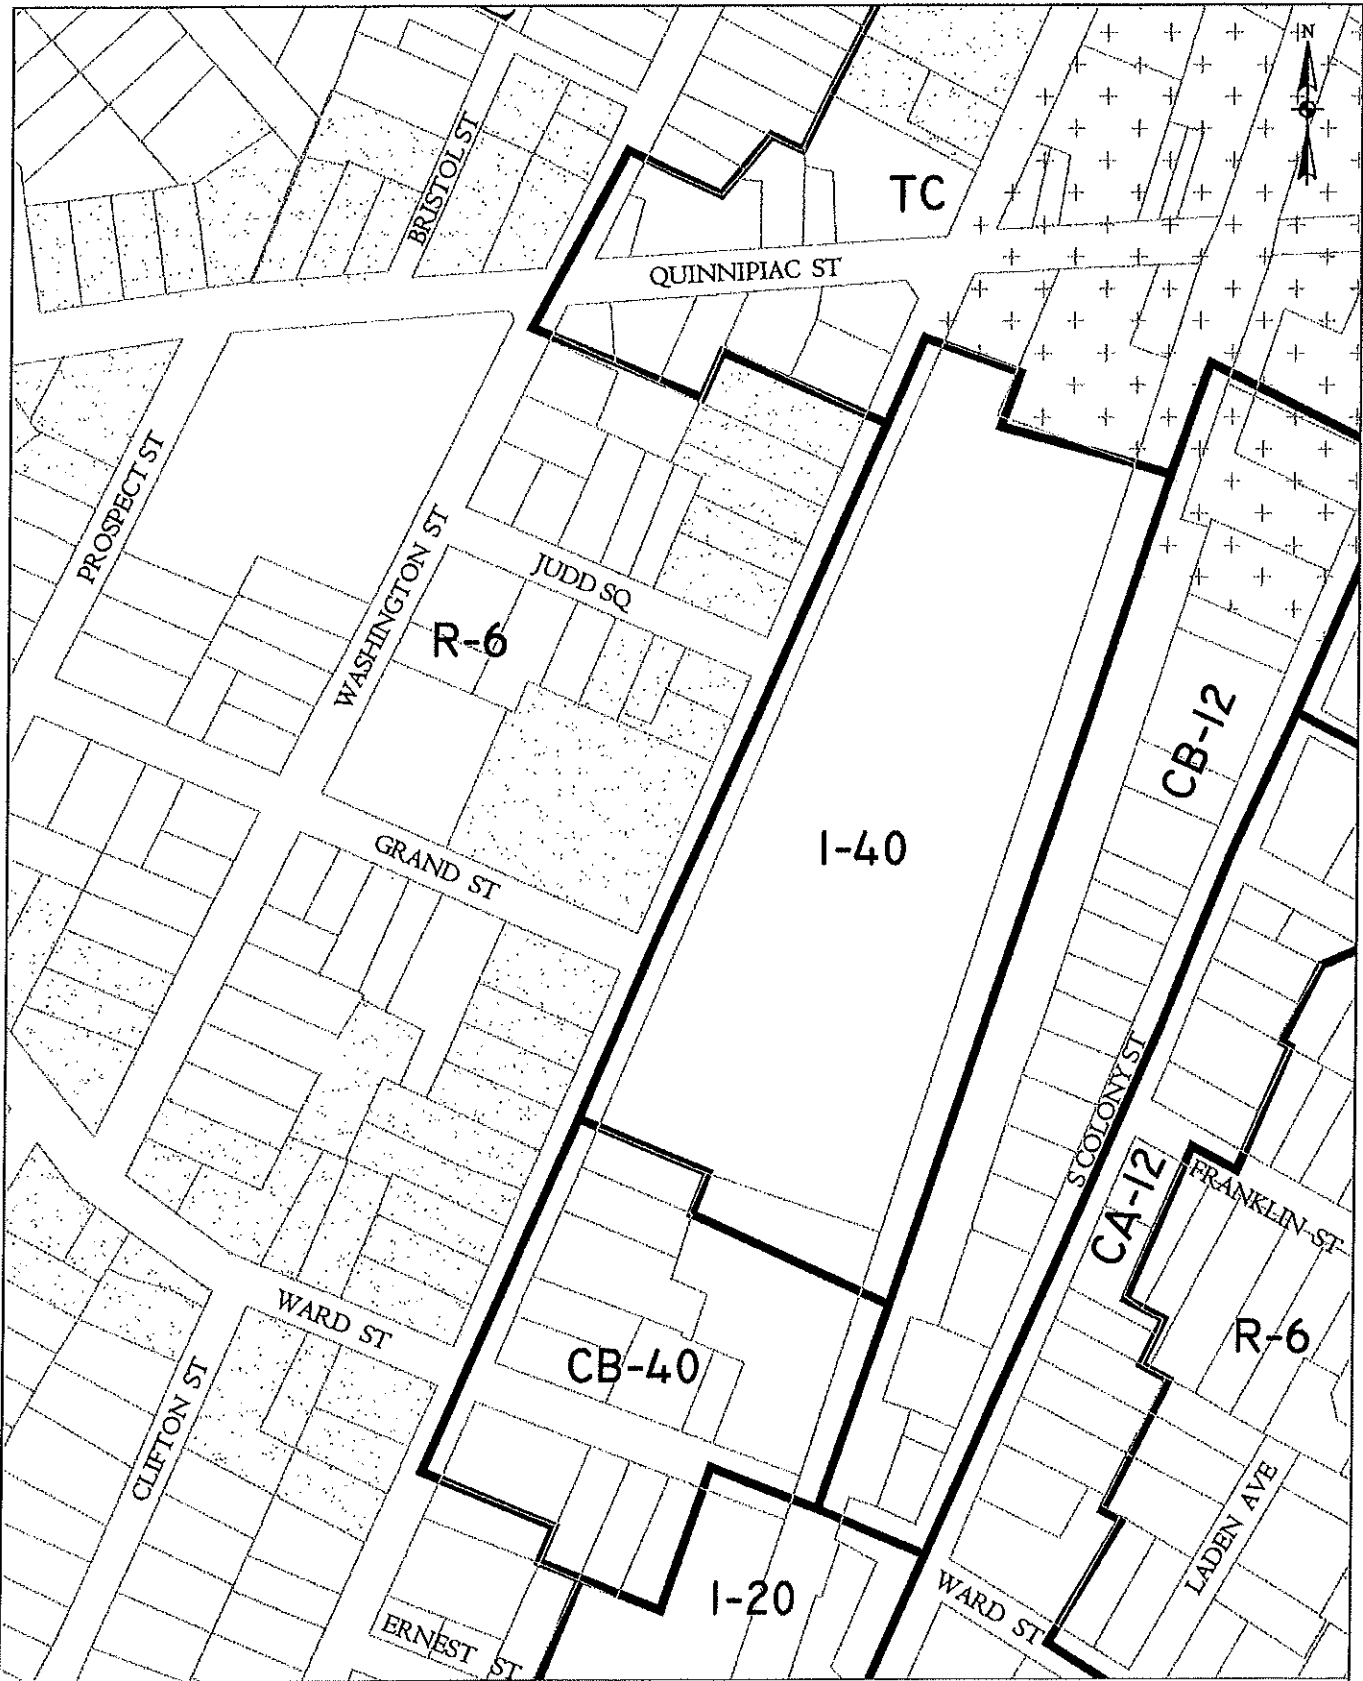 N
BRISTOL ST
TC
QUINNIPIAC ST
PROSPECT ST
WASHINGTON ST
JUDD SQ
R-6
CB-12
I-40
GRAND ST
S COLONY ST
CA-12
FRANKLIN ST
WARD ST
R-6
CB-40
CLIFTON ST
LADEN AVE
I-20
WARD ST
ERNEST ST